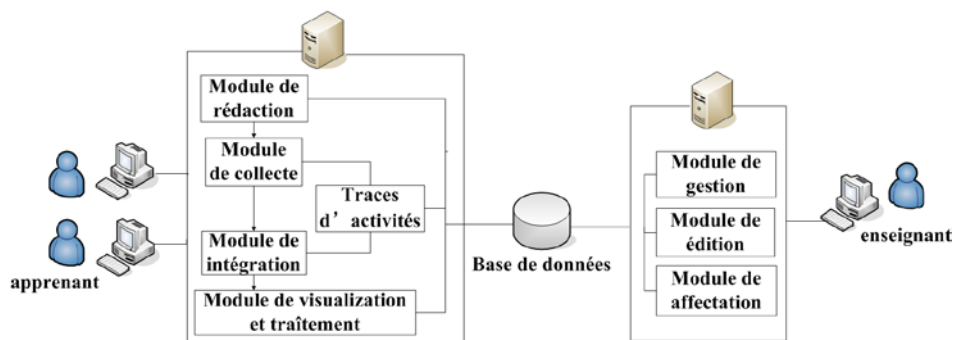 Module de
rédaction
Module
de collecte
Traces
d’activités
Module de
intégration
Module de visualization
et traîtement
apprenant
Base de données
Module de
gestion
Module de
édition
Module de
affectation
enseignant